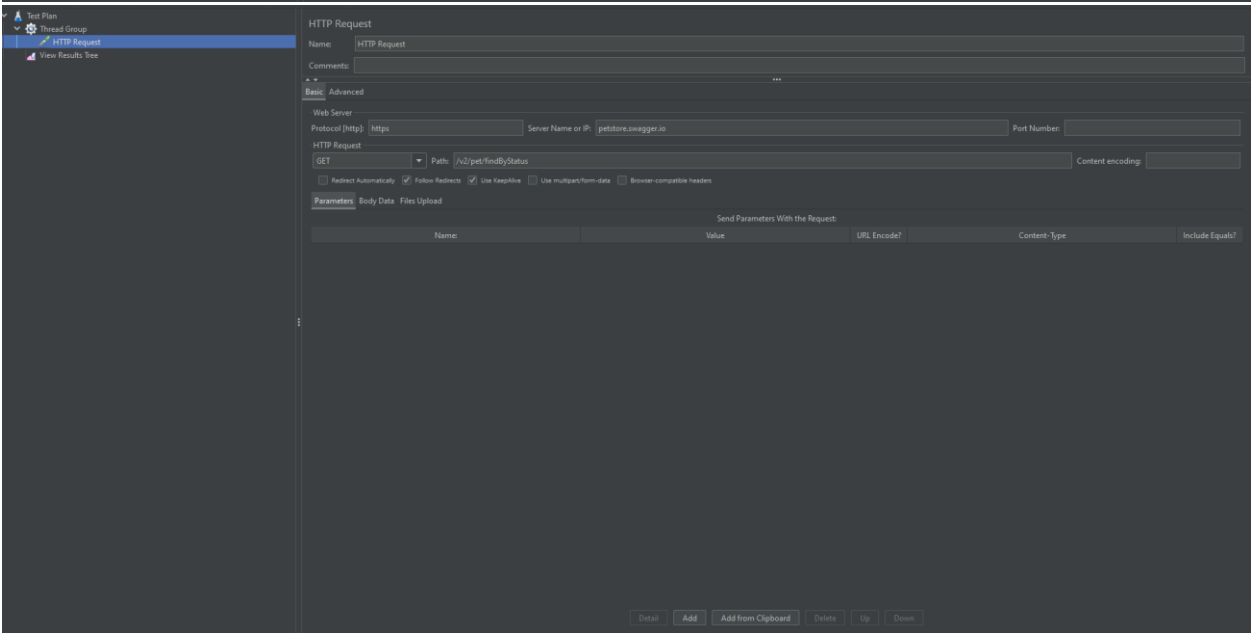 Test Plan
Thread Group
HTTP Request
View Results Tree
HTTP Request
Name: HTTP Request
Comments:
Basic Advanced
Web Server
Protocol [http]: https Server Name or IP: petstore.swagger.io Port Number:
HTTP Request
GET Path: /v2/pet/findByStatus Content encoding:
Redirect Automatically Follow Redirects Use KeepAlive Use multipart/form-data Browser-compatible headers
Parameters Body Data Files Upload
Send Parameters With the Request:
Name: Value URL Encode? Content-Type Include Equals?
Detail Add Add from Clipboard Delete Up Down